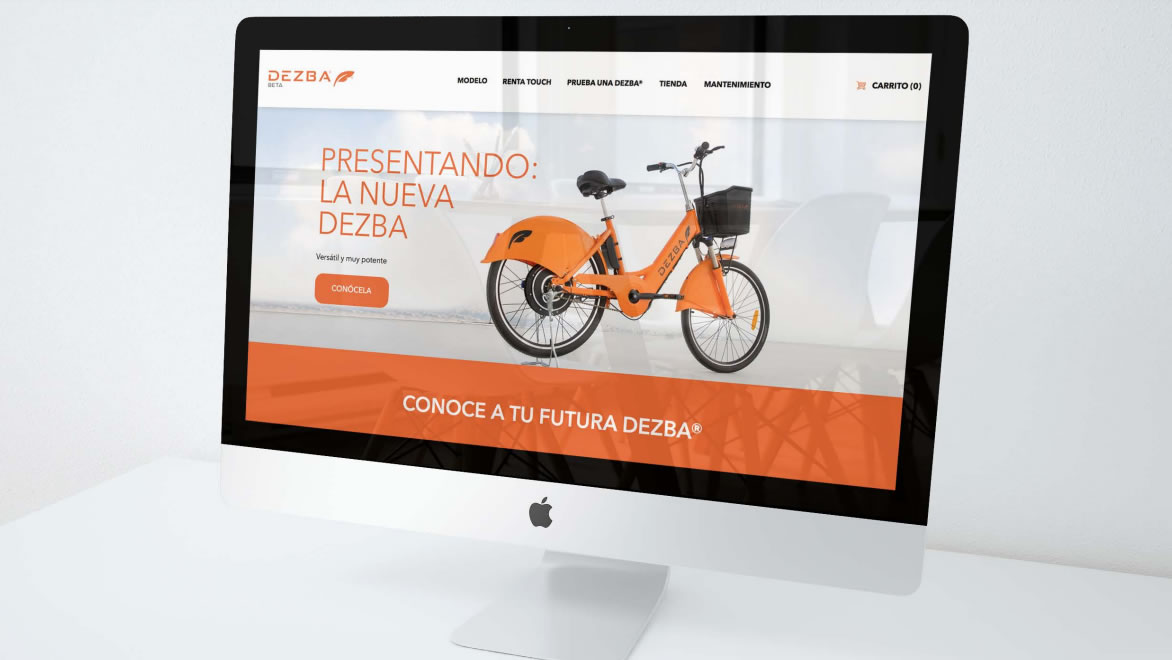 DEZBA
BETA
MODELO RENTA TOUCH PRUEBA UNA DEZBA® TIENDA MANTENIMIENTO CARRITO (0)
PRESENTANDO:
LA NUEVA
DEZBA
Versátil y muy potente
CONÓCELA
DEZBA
CONOCE A TU FUTURA DEZBA®